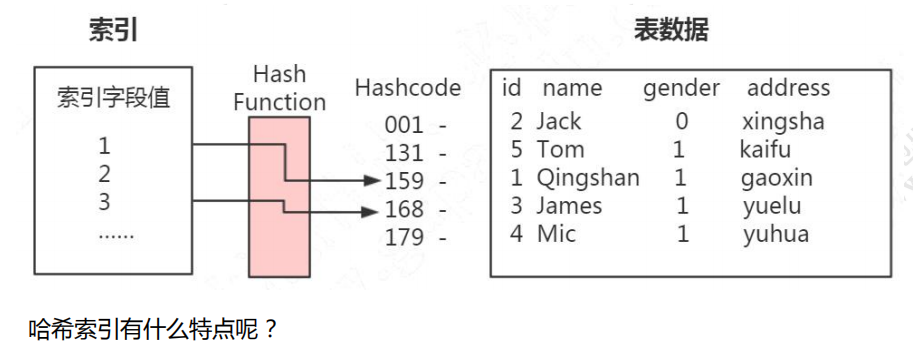 索引
表数据
索引字段值
1
2
3
......
Hash
Function
Hashcode
001 -
131 -
159 -
168 -
179 -
id name gender address
2 Jack 0 xingsha
5 Tom 1 kaifu
1 Qingshan 1 gaoxin
3 James 1 yuelu
4 Mic 1 yuhua
哈希索引有什么特点呢？